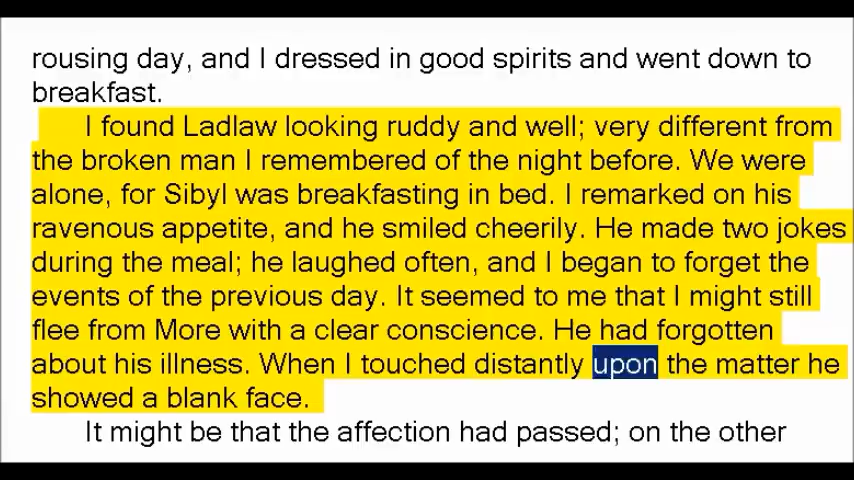 rousing day, and I dressed in good spirits and went down to
breakfast.
I found Ladlaw looking ruddy and well; very different from
the broken man I remembered of the night before. We were
alone, for Sibyl was breakfasting in bed. I remarked on his
ravenous appetite, and he smiled cheerily. He made two jokes
during the meal; he laughed often, and I began to forget the
events of the previous day. It seemed to me that I might still
flee from More with a clear conscience. He had forgotten
about his illness. When I touched distantly upon the matter he
showed a blank face.
It might be that the affection had passed; on the other